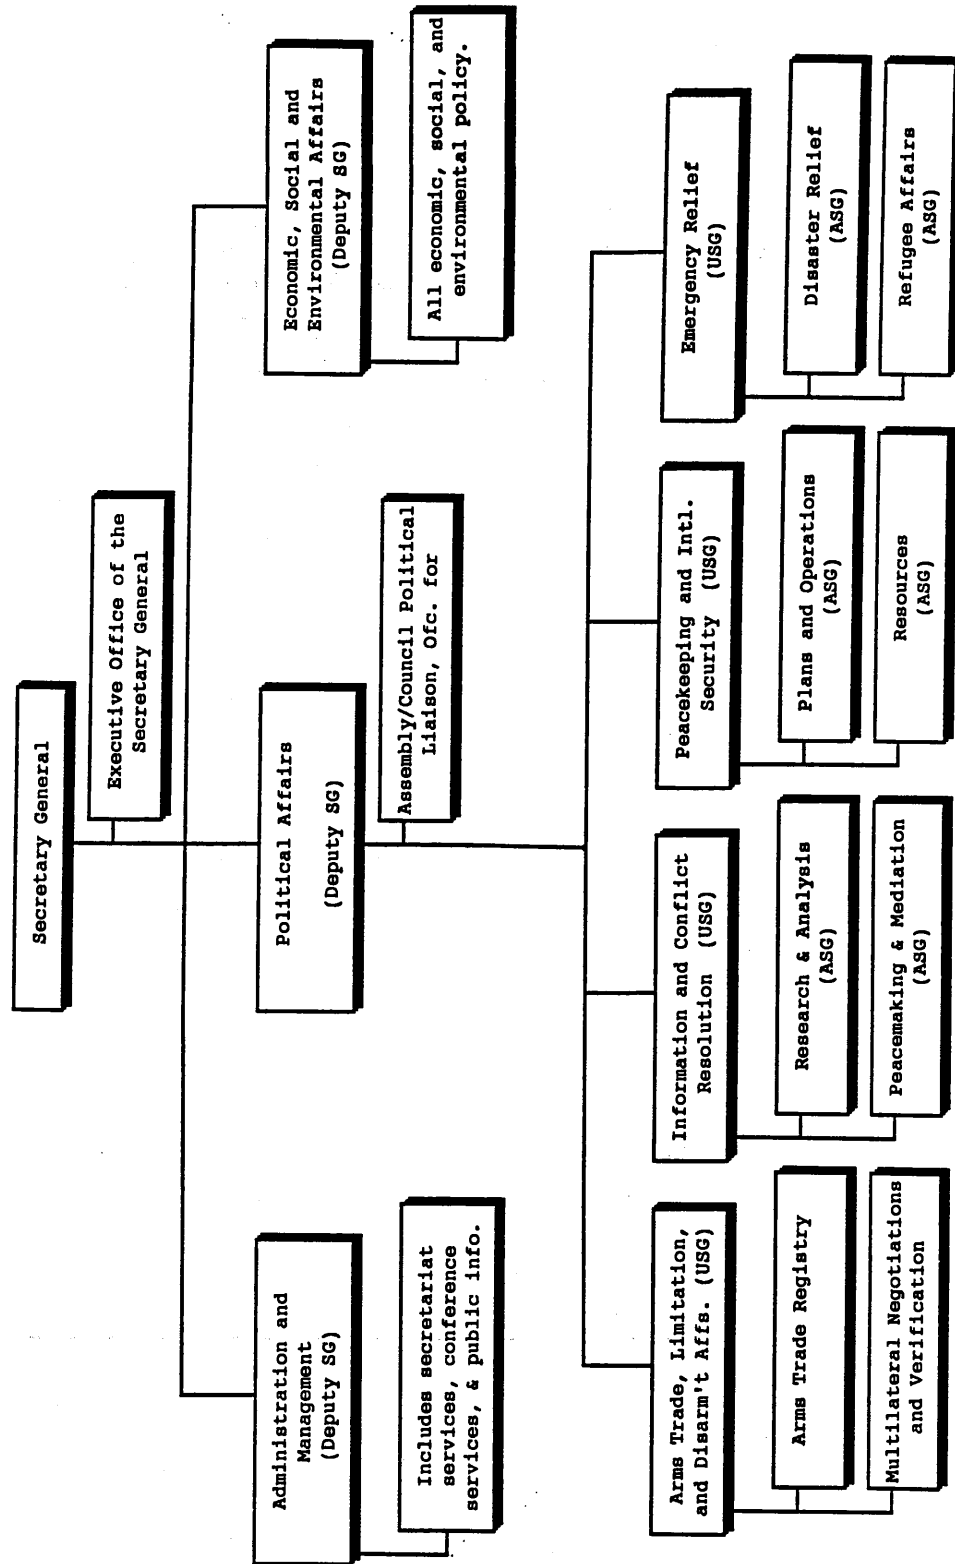 Secretary General
Executive Office of the
Secretary General
Administration and
Management
(Deputy SG)
Includes secretariat
services, conference
services, & public info.
Political Affairs
(Deputy SG)
Assembly/Council Political
Liaison, Ofc. for
Economic, Social and
Environmental Affairs
(Deputy SG)
All economic, social, and
environmental policy.
Arms Trade, Limitation,
and Disarm't Affs. (USG)
Arms Trade Registry
Multilateral Negotiations
and Verification
Information and Conflict
Resolution (USG)
Research & Analysis
(ASG)
Peacemaking & Mediation
(ASG)
Peacekeeping and Intl.
Security (USG)
Plans and Operations
(ASG)
Resources
(ASG)
Emergency Relief
(USG)
Disaster Relief
(ASG)
Refugee Affairs
(ASG)